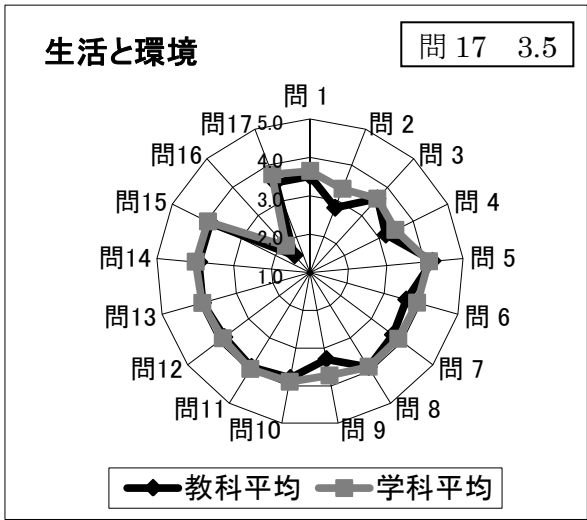 生活と環境
問 17 3.5
問 1
問 2
問 3
問 4
問 5
問 6
問 7
問 8
問 9
問10
問11
問12
問13
問14
問15
問16
問17
5.0
4.0
3.0
2.0
1.0
教科平均 学科平均